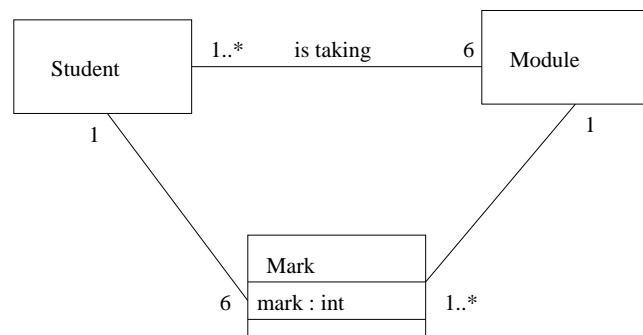 1..* is taking 6
Student
Module
1
1
Mark
6
mark : int
1..*